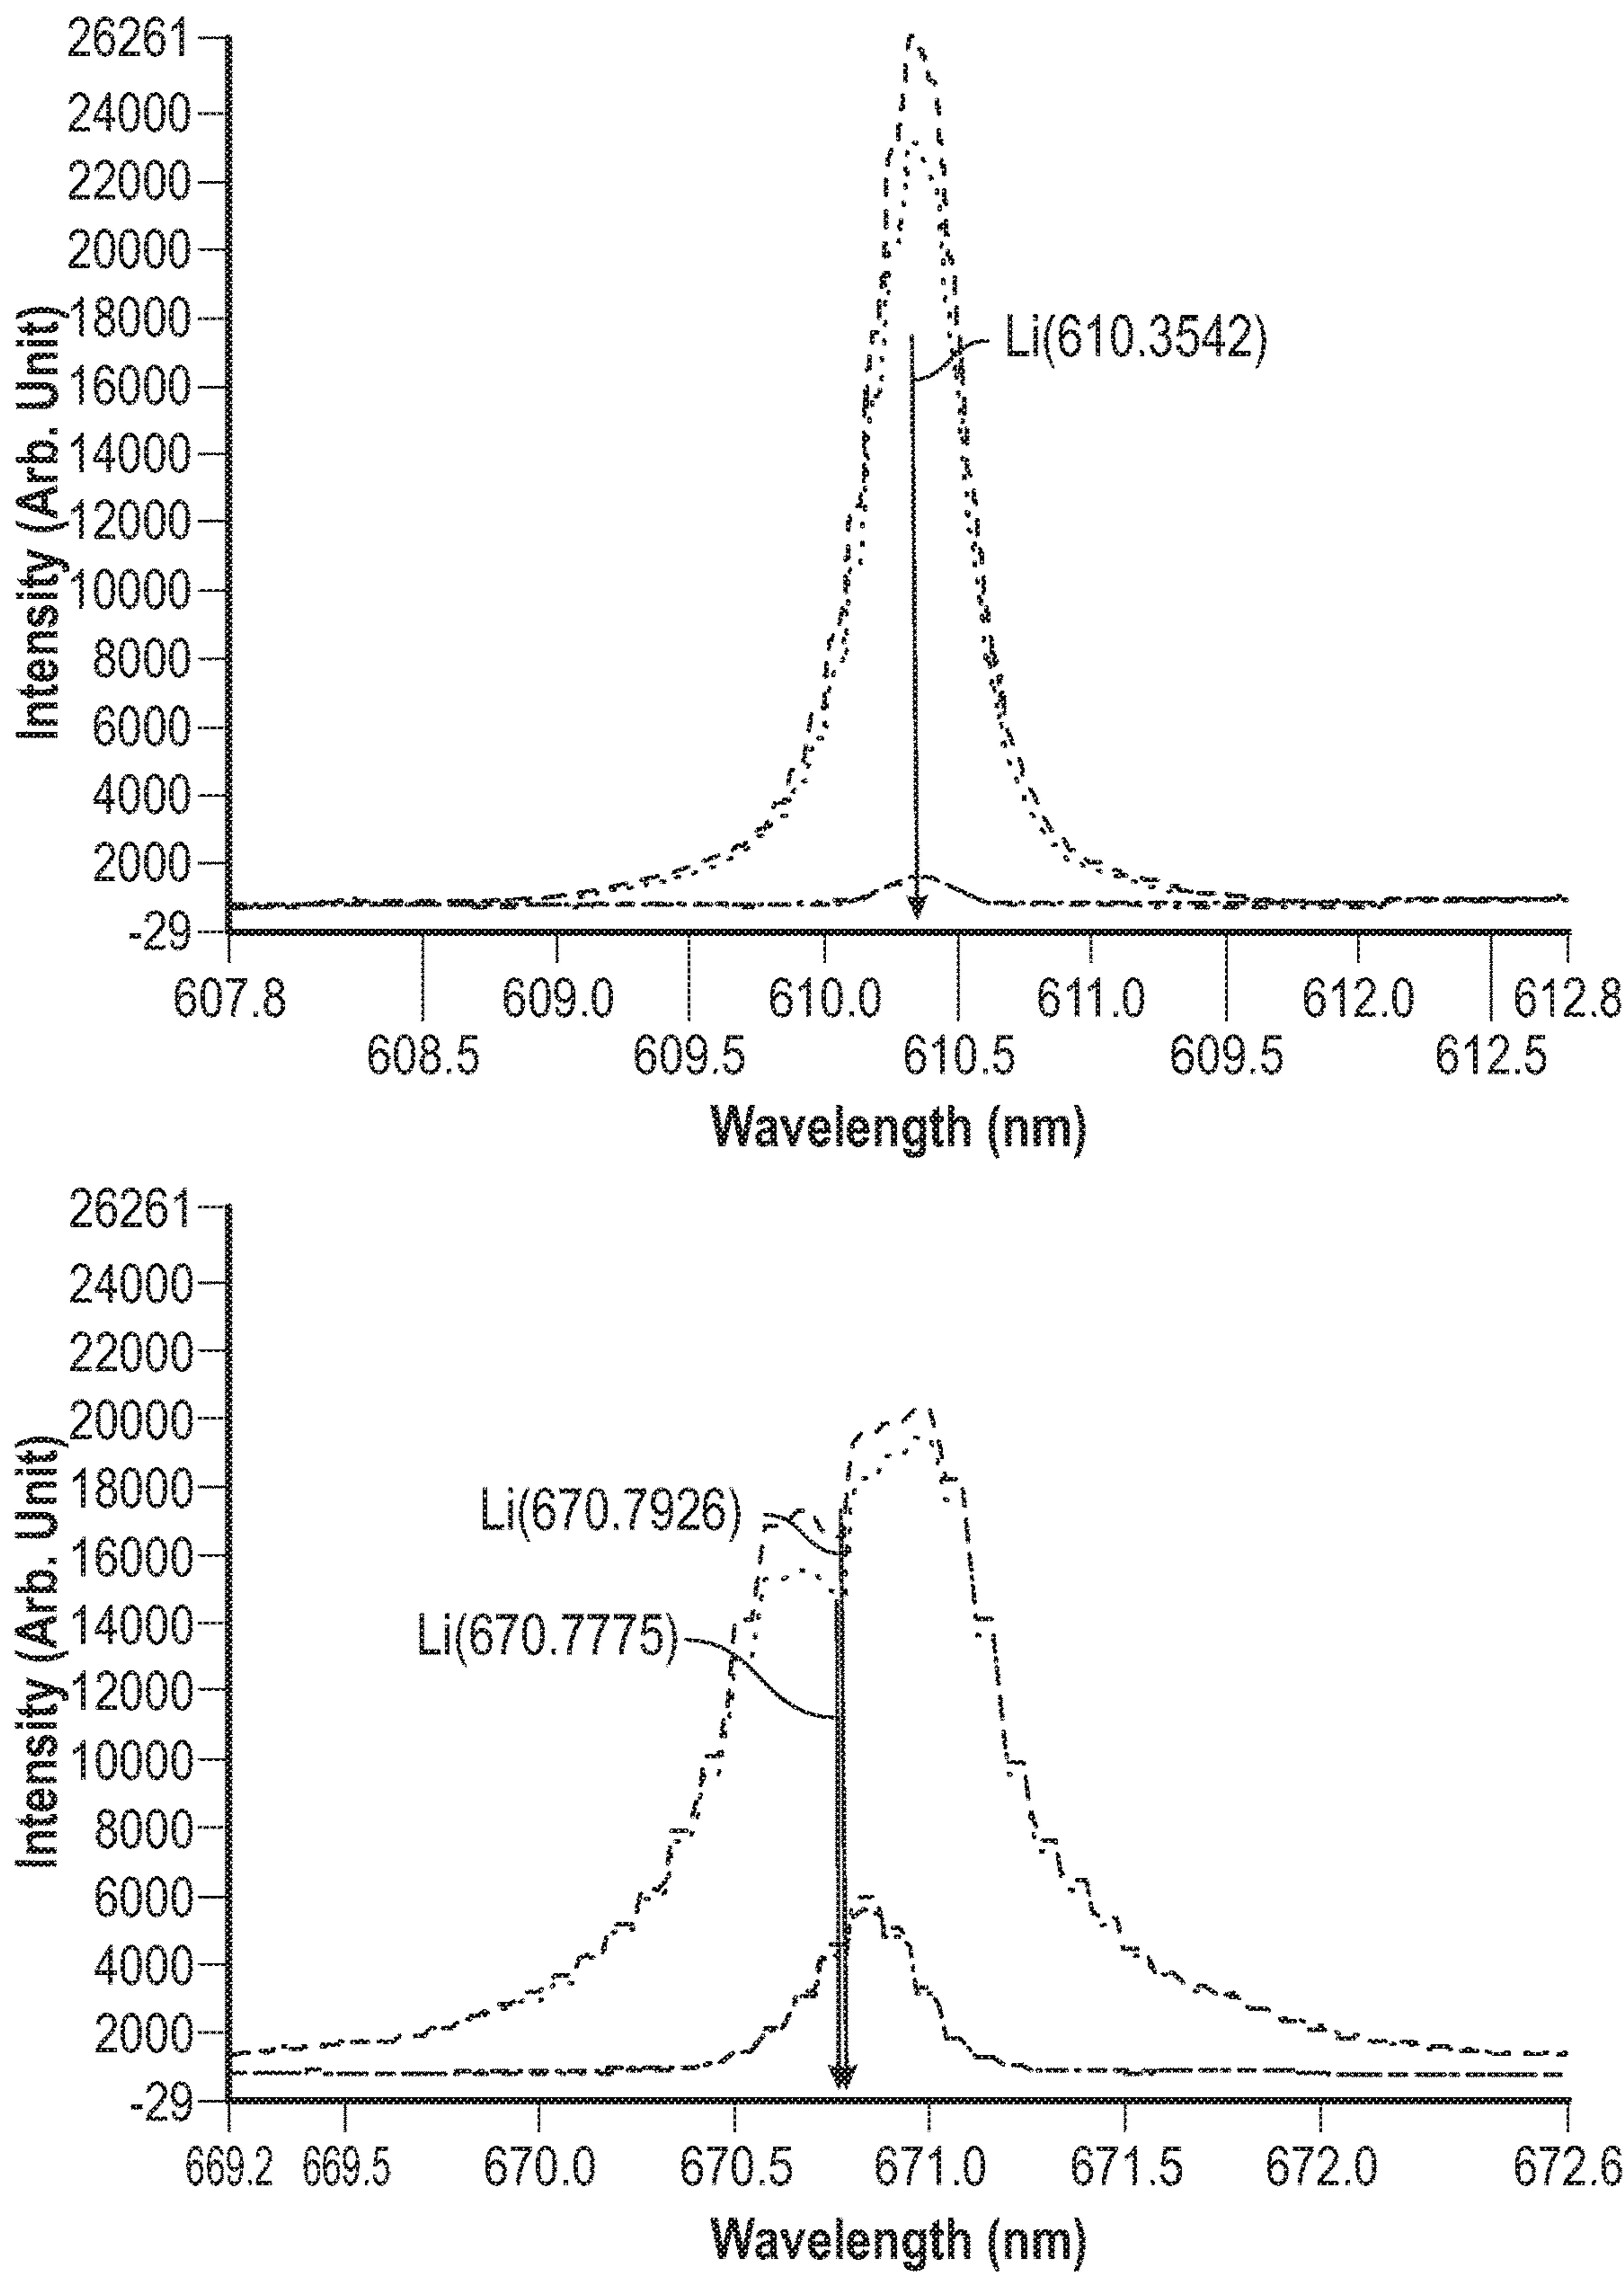 26261
24000
22000
20000
18000
16000
14000
12000
10000
8000
6000
4000
2000
-29
Intensity (Arb. Unit)
Li(610.3542)
607.8 609.0 610.0 611.0 612.0 612.8
608.5 609.5 610.5 609.5 612.5
Wavelength (nm)
26261
24000
22000
20000
18000
16000
14000
12000
10000
8000
6000
4000
2000
-29
Intensity (Arb. Unit)
Li(670.7926)
Li(670.7775)
669.2 669.5 670.0 670.5 671.0 671.5 672.0 672.6
Wavelength (nm)